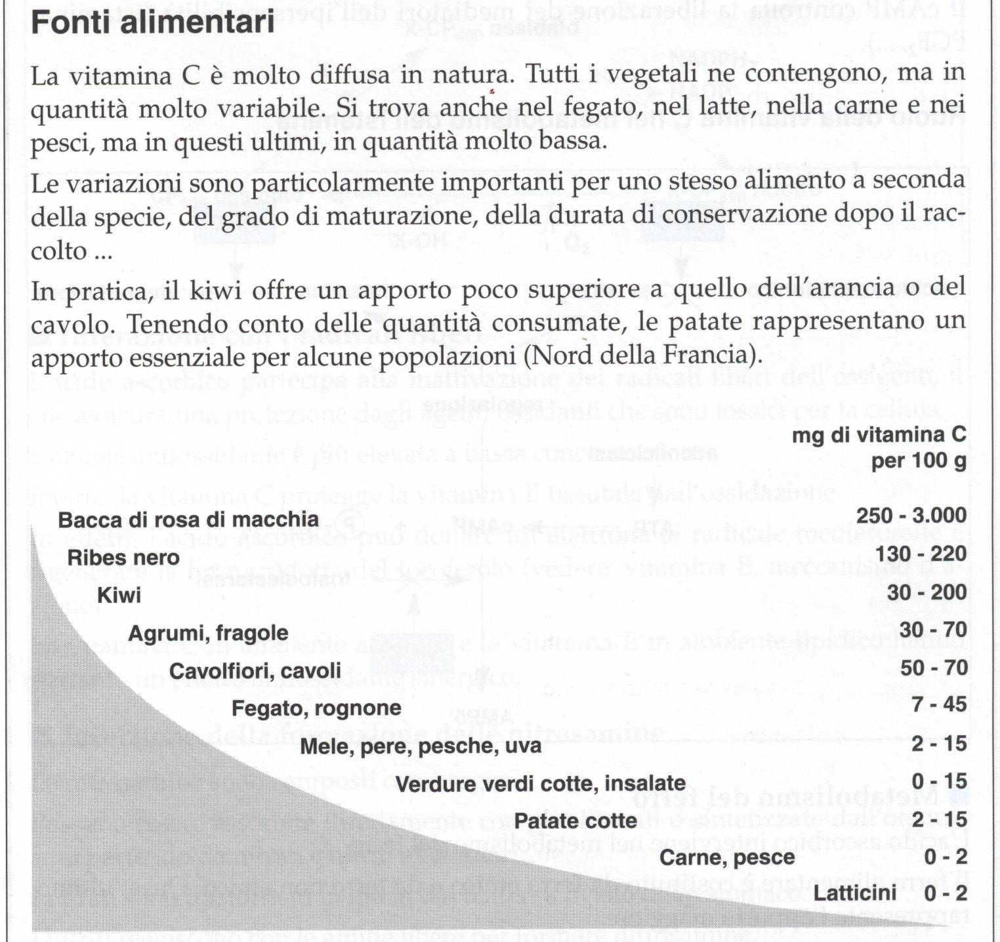 Fonti alimentari
La vitamina C è molto diffusa in natura. Tutti i vegetali ne contengono, ma in
quantità molto variabile. Si trova anche nel fegato, nel latte, nella carne e nei
pesci, ma in questi ultimi, in quantità molto bassa.
Le variazioni sono particolarmente importanti per uno stesso alimento a seconda
della specie, del grado di maturazione, della durata di conservazione dopo il rac-
colto ...
In pratica, il kiwi offre un apporto poco superiore a quello dell'arancia o del
cavolo. Tenendo conto delle quantità consumate, le patate rappresentano un
apporto essenziale per alcune popolazioni (Nord della Francia).
mg di vitamina C
per 100 g
Bacca di rosa di macchia 250 - 3.000
Ribes nero 130 - 220
Kiwi 30 - 200
Agrumi, fragole 30 - 70
Cavolfiori, cavoli 50 - 70
Fegato, rognone 7 - 45
Mele, pere, pesche, uva 2 - 15
Verdure verdi cotte, insalate 0 - 15
Patate cotte 2 - 15
Carne, pesce 0 - 2
Latticini 0 - 2